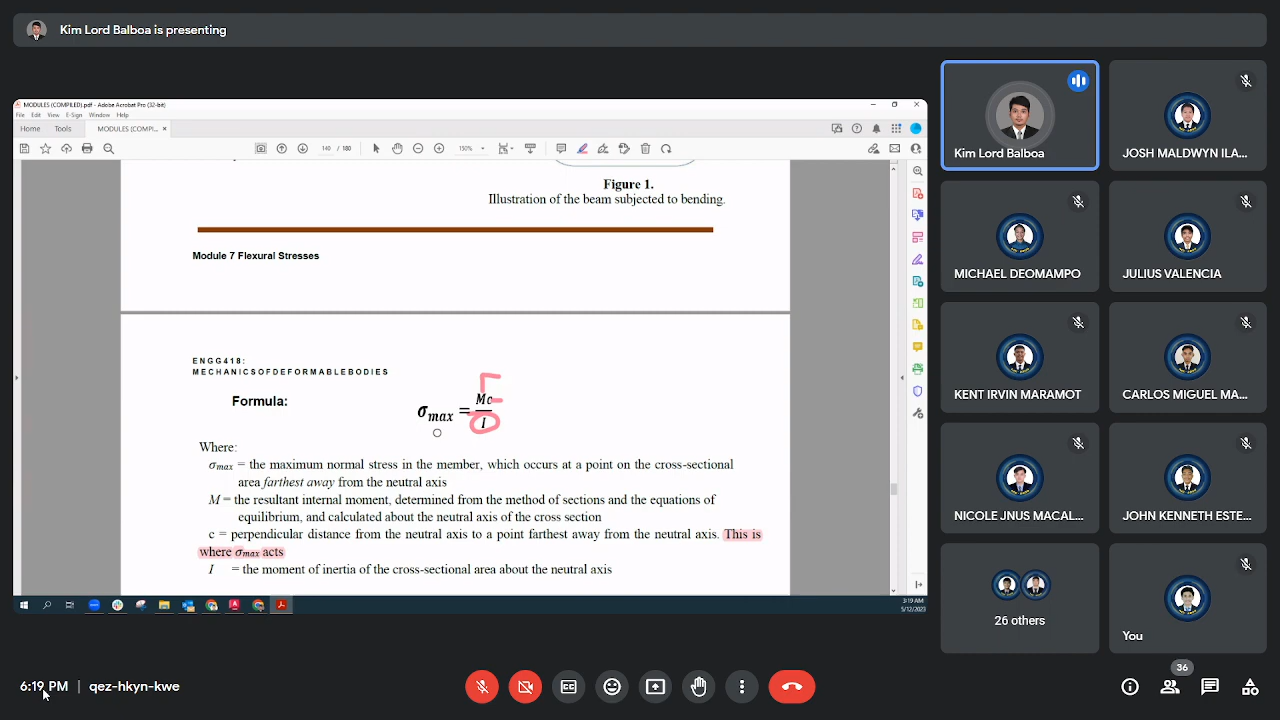 Kim Lord Balboa is presenting
MODULES (COMPILED).pdf - Adobe Acrobat Pro (32-bit)
File Edit View E-Sign Window Help
Home Tools MODULES (COMPI... ×
140 / 180 150%
Figure 1.
Illustration of the beam subjected to bending.
Module 7 Flexural Stresses
ENGG418:
MECHANICSOFDEFORMABLEBODIES
Formula:
σmax = Mc / I
Where:
σmax = the maximum normal stress in the member, which occurs at a point on the cross-sectional
area farthest away from the neutral axis
M = the resultant internal moment, determined from the method of sections and the equations of
equilibrium, and calculated about the neutral axis of the cross section
c = perpendicular distance from the neutral axis to a point farthest away from the neutral axis. This is
where σmax acts
I = the moment of inertia of the cross-sectional area about the neutral axis
3:19 AM
5/12/2023
Kim Lord Balboa
JOSH MALDWYN ILA...
MICHAEL DEOMAMPO
JULIUS VALENCIA
KENT IRVIN MARAMOT
CARLOS MIGUEL MA...
NICOLE JNUS MACAL...
JOHN KENNETH ESTE...
26 others
You
6:19 PM | qez-hkyn-kwe
36